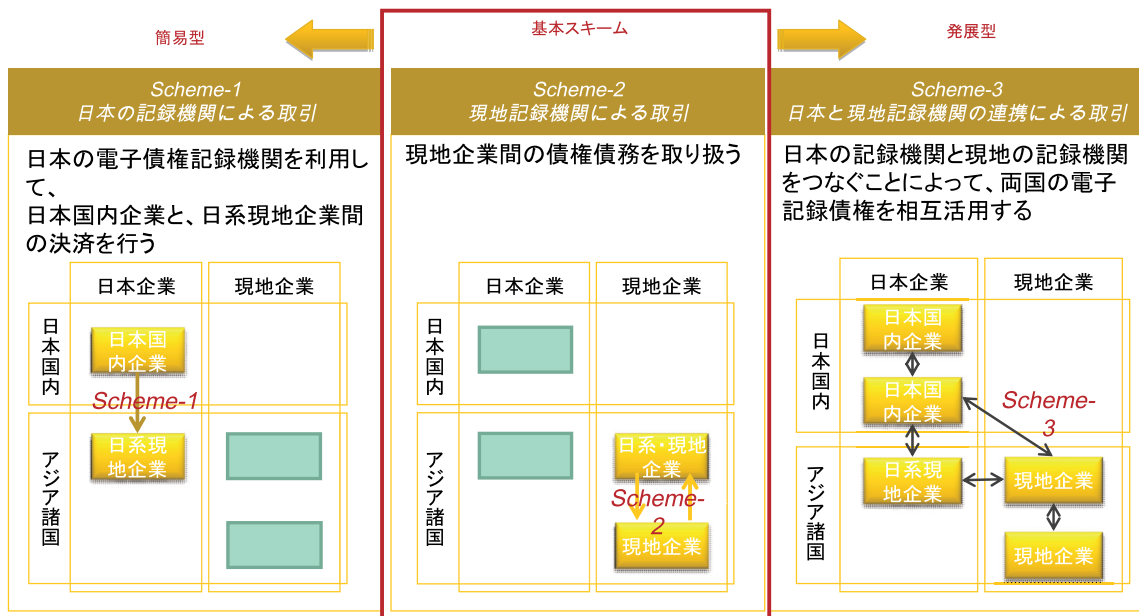 簡易型
基本スキーム
発展型
Scheme-1
日本の記録機関による取引
日本の電子債権記録機関を利用し
て、
日本国内企業と、日系現地企業間
の決済を行う
日本企業
現地企業
日本国内
日本国
内企業
Scheme-1
アジア諸国
日系現
地企業
Scheme-2
現地記録機関による取引
現地企業間の債権債務を取り扱う
日本企業
現地企業
日本国内
アジア諸国
日系・現地
企業
Scheme-
2
現地企業
Scheme-3
日本と現地記録機関の連携による取引
日本の記録機関と現地の記録機関
をつなぐことによって、両国の電子
記録債権を相互活用する
日本企業
現地企業
日本国内
日本国
内企業
日本国
内企業
Scheme-
3
アジア諸国
日系現
地企業
現地企業
現地企業